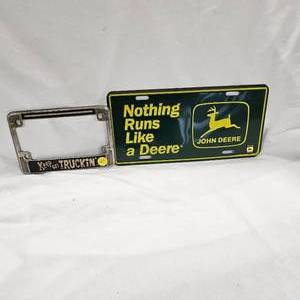 Nothing
Runs
Like
a Deere
JOHN DEERE
KEEP ON TRUCKIN'